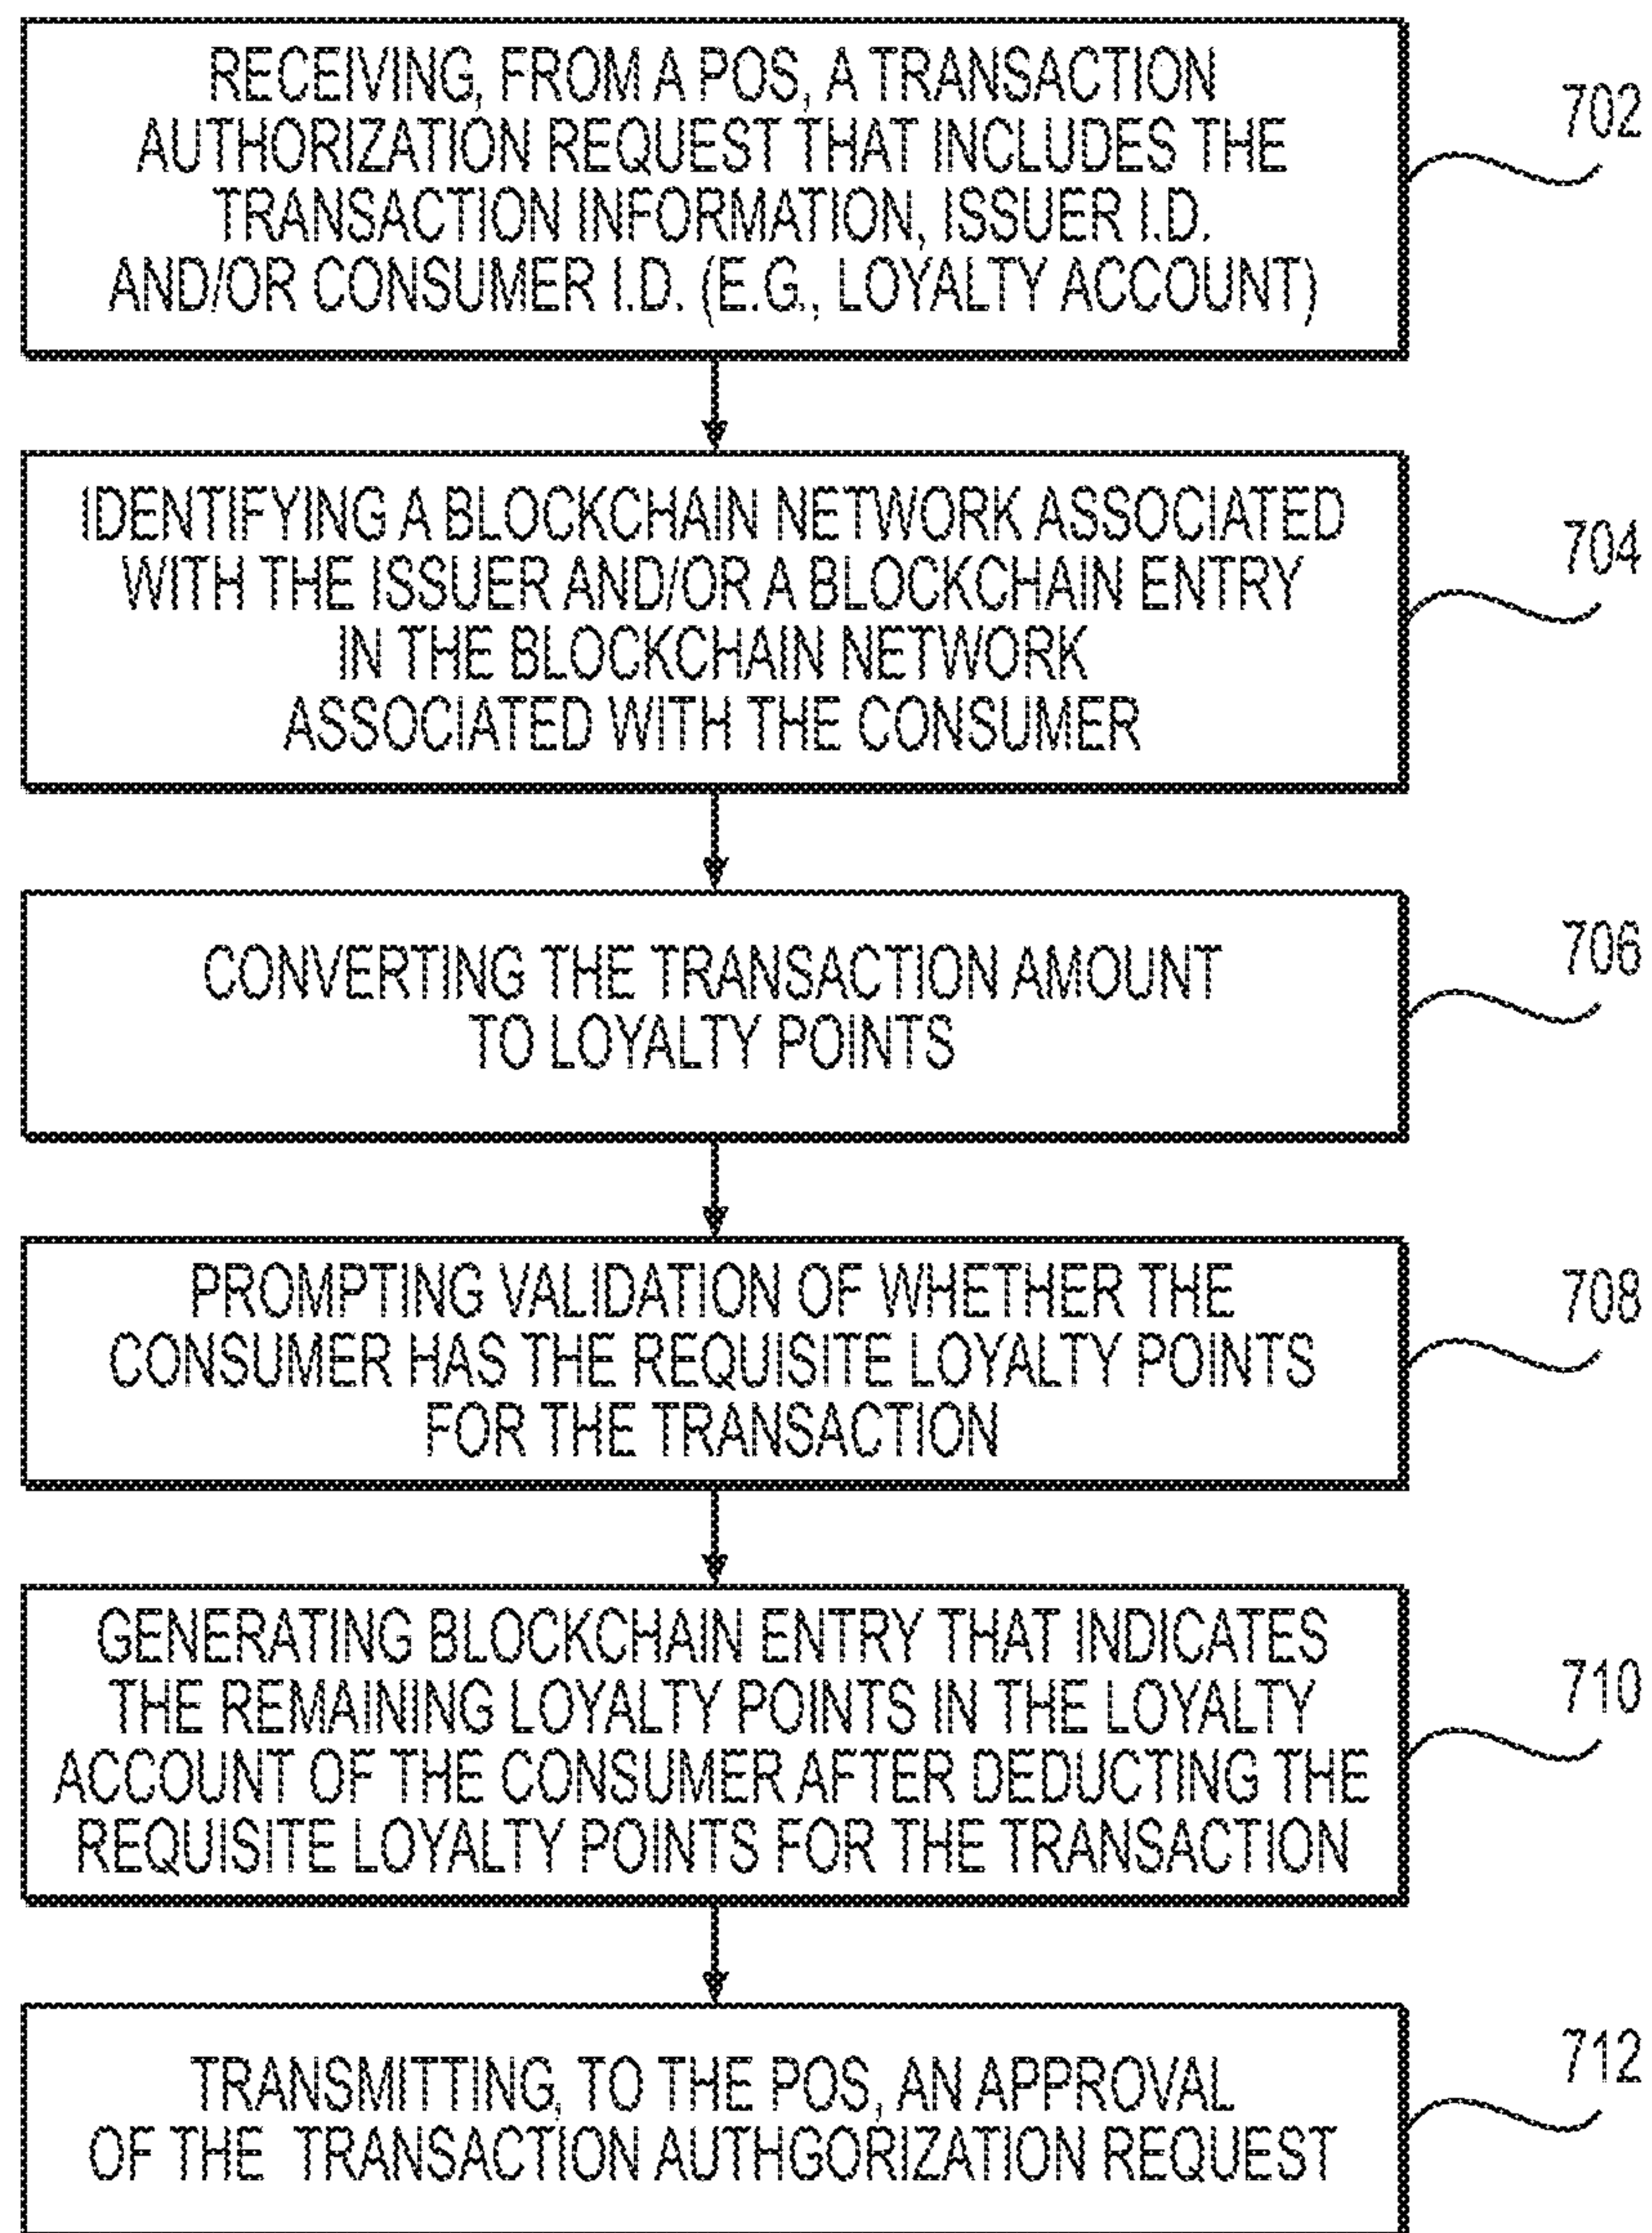 RECEIVING, FROM A POS, A TRANSACTION
AUTHORIZATION REQUEST THAT INCLUDES THE
TRANSACTION INFORMATION, ISSUER I.D.
AND/OR CONSUMER I.D. (E.G., LOYALTY ACCOUNT)
702
IDENTIFYING A BLOCKCHAIN NETWORK ASSOCIATED
WITH THE ISSUER AND/OR A BLOCKCHAIN ENTRY
IN THE BLOCKCHAIN NETWORK
ASSOCIATED WITH THE CONSUMER
704
CONVERTING THE TRANSACTION AMOUNT
TO LOYALTY POINTS
706
PROMPTING VALIDATION OF WHETHER THE
CONSUMER HAS THE REQUISITE LOYALTY POINTS
FOR THE TRANSACTION
708
GENERATING BLOCKCHAIN ENTRY THAT INDICATES
THE REMAINING LOYALTY POINTS IN THE LOYALTY
ACCOUNT OF THE CONSUMER AFTER DEDUCTING THE
REQUISITE LOYALTY POINTS FOR THE TRANSACTION
710
TRANSMITTING, TO THE POS, AN APPROVAL
OF THE TRANSACTION AUTHGORIZATION REQUEST
712